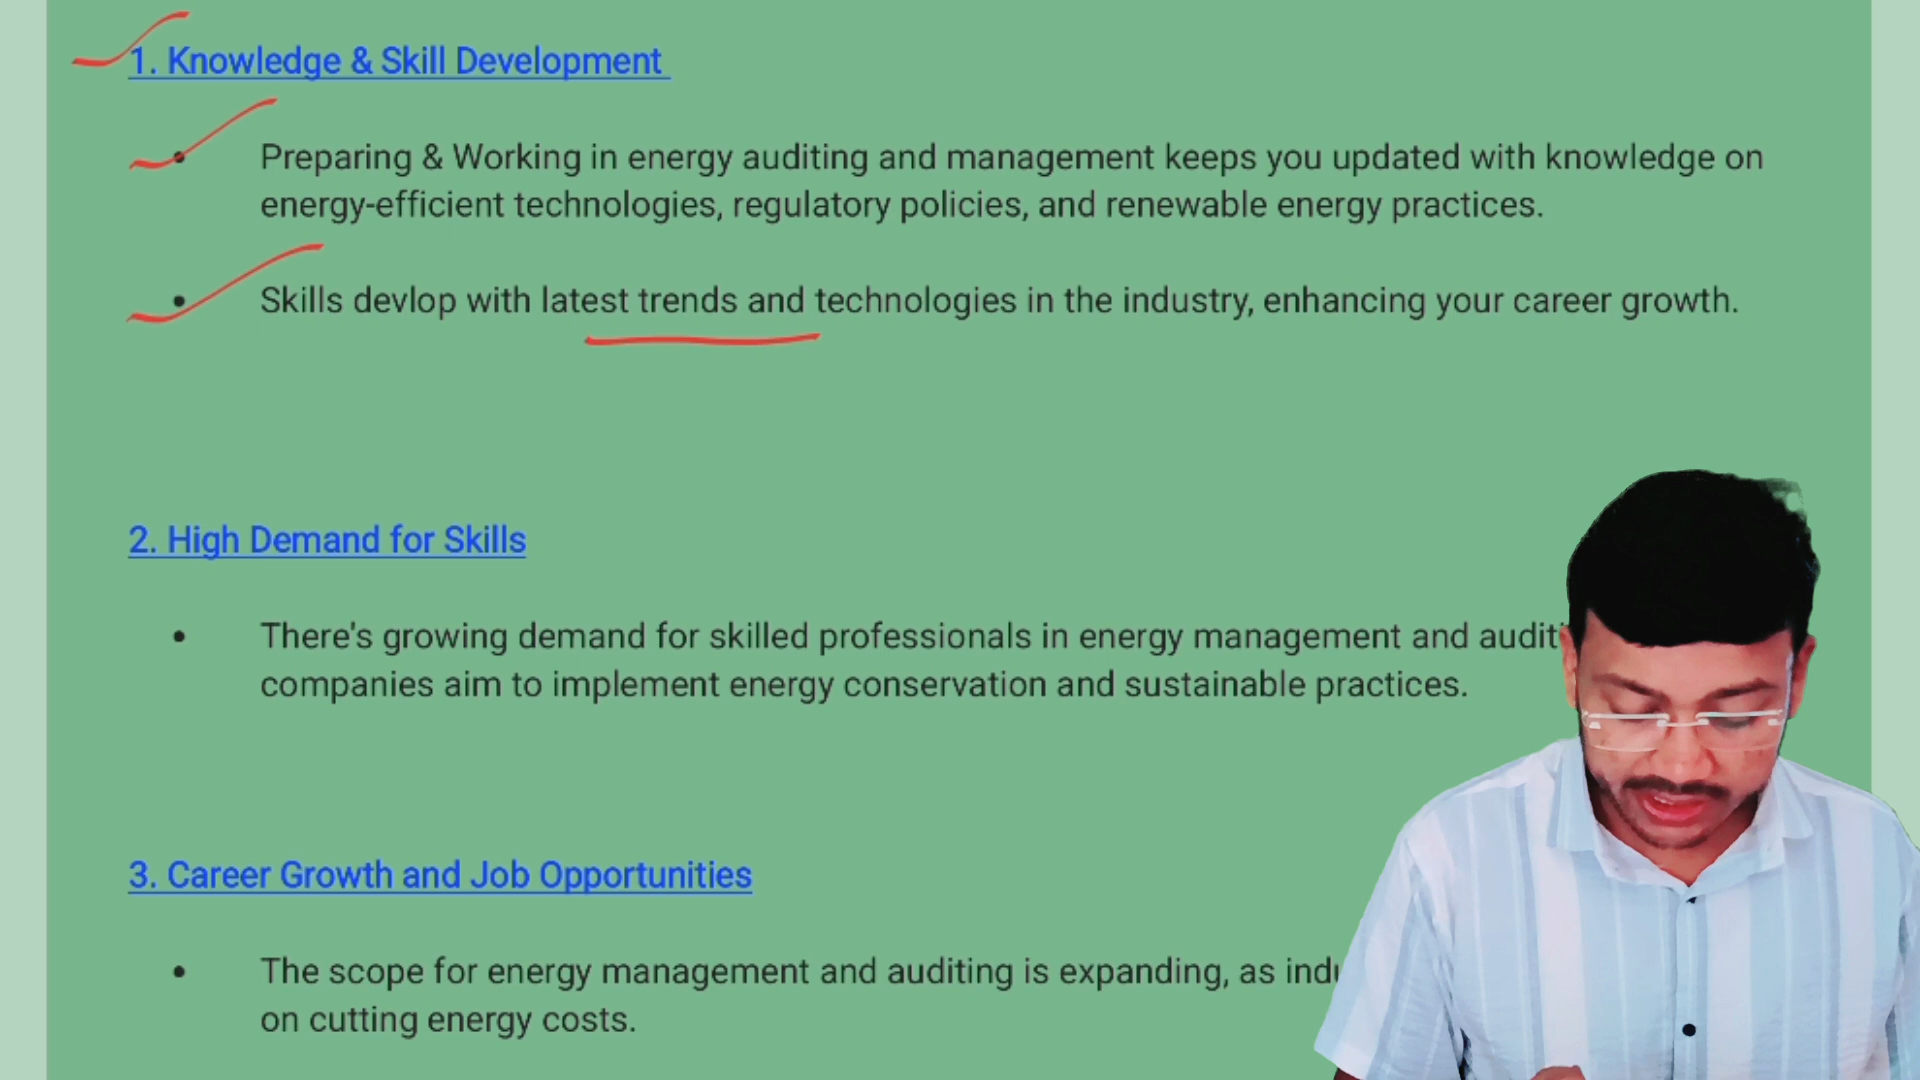 1. Knowledge & Skill Development
• Preparing & Working in energy auditing and management keeps you updated with knowledge on
energy-efficient technologies, regulatory policies, and renewable energy practices.
• Skills devlop with latest trends and technologies in the industry, enhancing your career growth.
2. High Demand for Skills
• There's growing demand for skilled professionals in energy management and
companies aim to implement energy conservation and sustainable practices.
3. Career Growth and Job Opportunities
• The scope for energy management and auditing is expanding, as
on cutting energy costs.